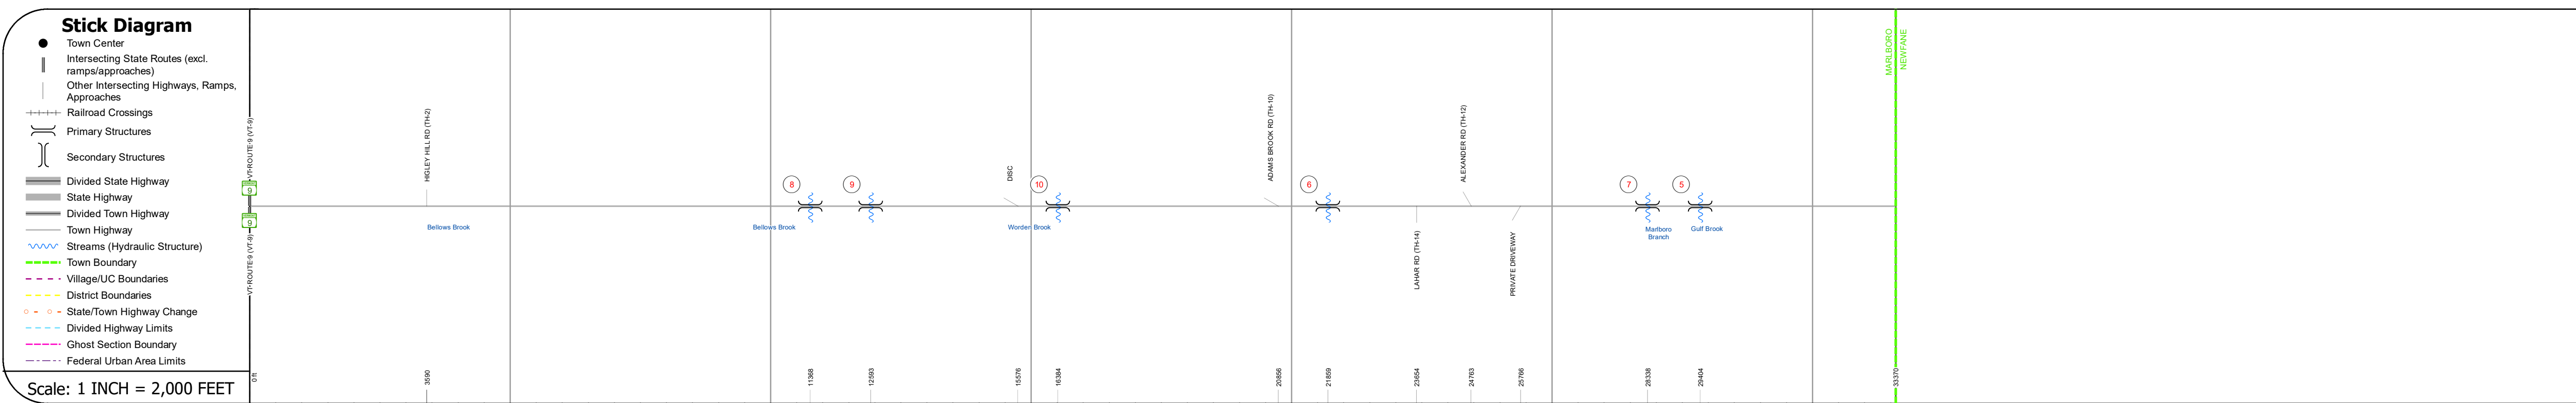 Stick Diagram
Town Center
Intersecting State Routes (excl.
ramps/approaches)
Other Intersecting Highways, Ramps,
Approaches
Railroad Crossings
Primary Structures
Secondary Structures
Divided State Highway
State Highway
Divided Town Highway
Town Highway
Streams (Hydraulic Structure)
Town Boundary
Village/UC Boundaries
District Boundaries
State/Town Highway Change
Divided Highway Limits
Ghost Section Boundary
Federal Urban Area Limits
Scale: 1 INCH = 2,000 FEET
VT-ROUTE-9 (VT-9)
9
9
VT-ROUTE-9 (VT-9)
HIGLEY HILL RD (TH-2)
Bellows Brook
Bellows Brook
8
9
DISC
10
Worden Brook
ADAMS BROOK RD (TH-10)
6
LAHAR RD (TH-14)
ALEXANDER RD (TH-12)
PRIVATE DRIVEWAY
7
5
Marlboro
Branch
Gulf Brook
MARLBORO
NEWFANE
0 ft
3590
11368
12593
15576
16384
20856
21859
23654
24763
25766
28338
29404
33370